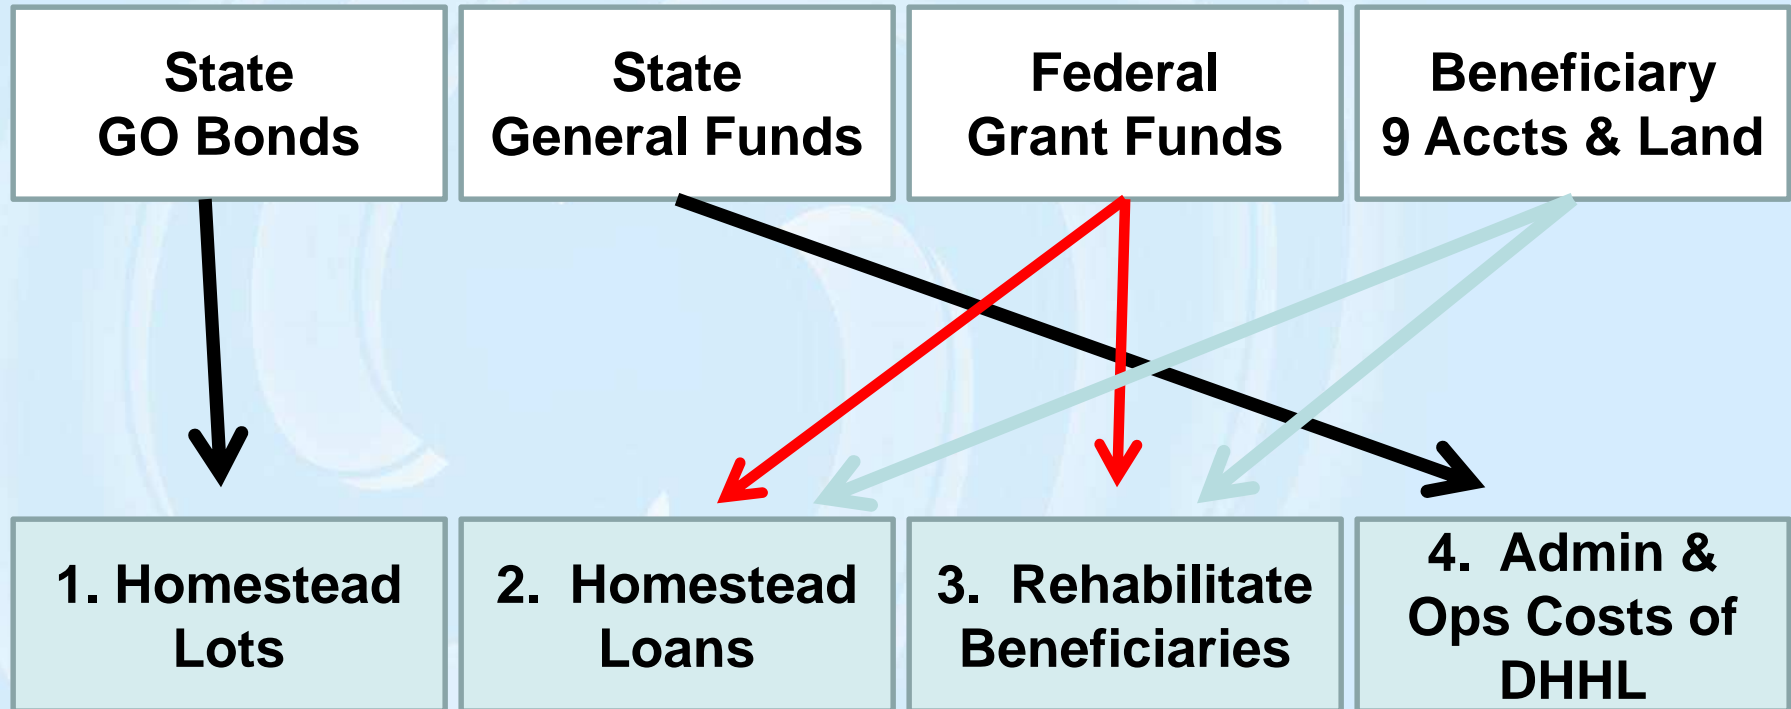 State
GO Bonds
State
General Funds
Federal
Grant Funds
Beneficiary
9 Accts & Land
1. Homestead
Lots
2.  Homestead
Loans
3.  Rehabilitate
Beneficiaries
4.  Admin &
Ops Costs of
DHHL